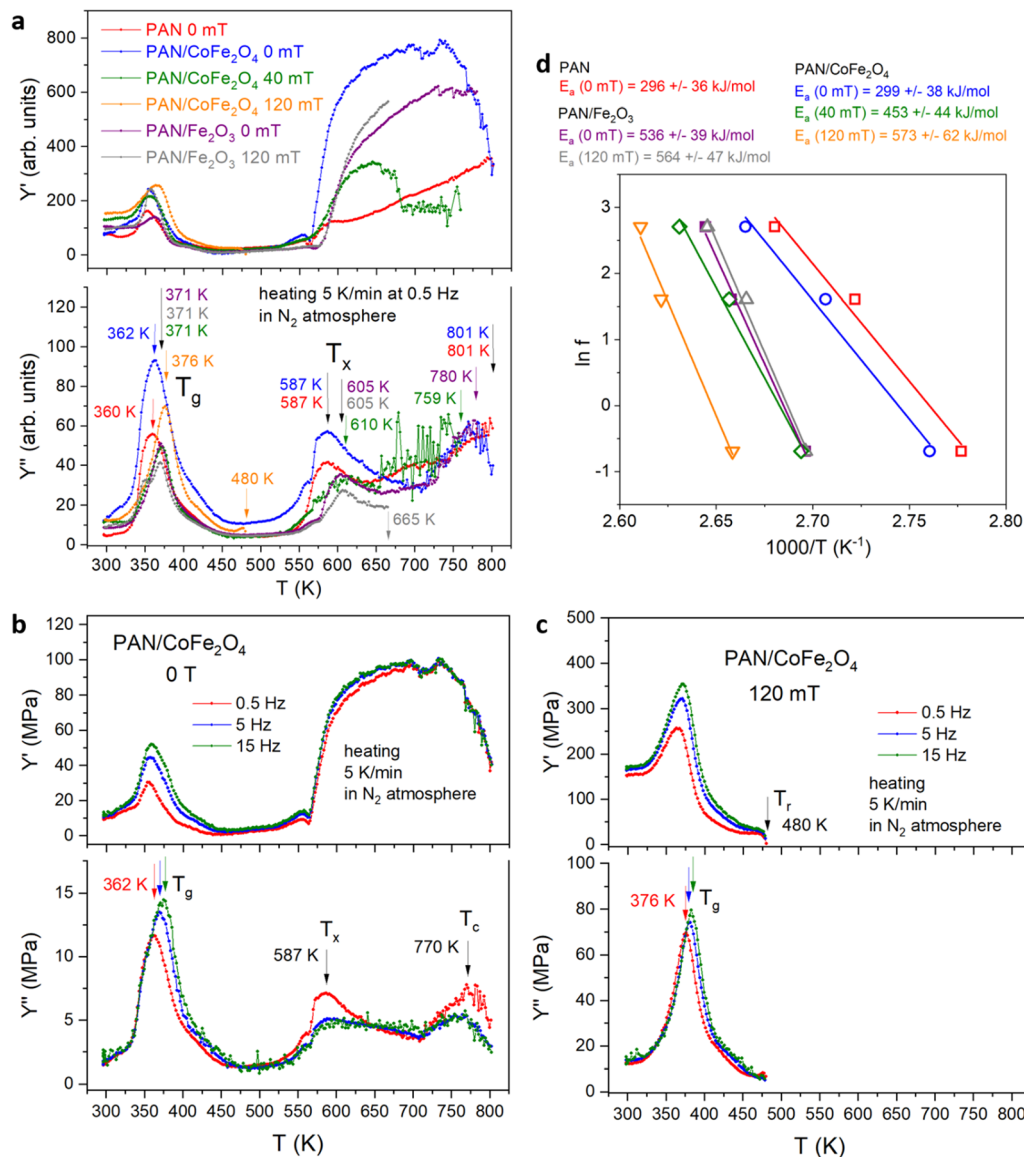 a
PAN 0 mT
PAN/CoFe₂O₄ 0 mT
PAN/CoFe₂O₄ 40 mT
PAN/CoFe₂O₄ 120 mT
PAN/Fe₂O₃ 0 mT
PAN/Fe₂O₃ 120 mT
Y' (arb. units)
800
600
400
200
0
120
100
80
60
40
20
0
Y'' (arb. units)
371 K
371 K
371 K
362 K
376 K
Tg
360 K
480 K
heating 5 K/min at 0.5 Hz
in N₂ atmosphere
Tx
587 K
587 K
605 K
605 K
610 K
759 K
780 K
801 K
801 K
665 K
300 350 400 450 500 550 600 650 700 750 800
T (K)
d
PAN
Eₐ (0 mT) = 296 +/- 36 kJ/mol
PAN/Fe₂O₃
Eₐ (0 mT) = 536 +/- 39 kJ/mol
Eₐ (120 mT) = 564 +/- 47 kJ/mol
PAN/CoFe₂O₄
Eₐ (0 mT) = 299 +/- 38 kJ/mol
Eₐ (40 mT) = 453 +/- 44 kJ/mol
Eₐ (120 mT) = 573 +/- 62 kJ/mol
ln f
3
2
1
0
-1
2.60 2.65 2.70 2.75 2.80
1000/T (K⁻¹)
b
PAN/CoFe₂O₄
0 T
0.5 Hz
5 Hz
15 Hz
heating
5 K/min
in N₂ atmosphere
Y' (MPa)
120
100
80
60
40
20
0
Y'' (MPa)
15
10
5
0
362 K
Tg
Tx
587 K
Tc
770 K
300 350 400 450 500 550 600 650 700 750 800
T (K)
c
PAN/CoFe₂O₄
120 mT
0.5 Hz
5 Hz
15 Hz
heating
5 K/min
in N₂ atmosphere
Tr
480 K
Y' (MPa)
500
400
300
200
100
0
Y'' (MPa)
100
80
60
40
20
0
376 K
Tg
300 350 400 450 500 550 600 650 700 750 800
T (K)